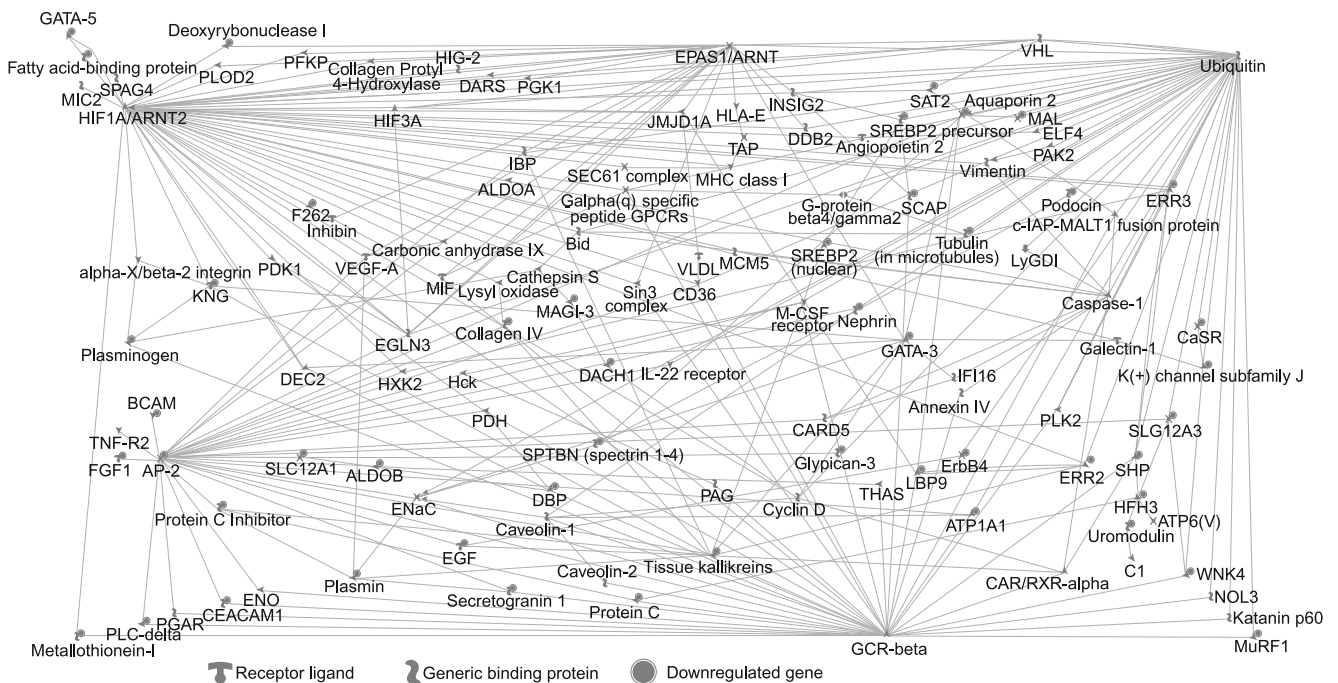 GATA-5
Deoxyrybonuclease I
Fatty acid-binding protein
PLOD2
PFKP
Collagen Protyl
4-Hydroxylase
HIG-2
DARS
PGK1
EPAS1/ARNT
VHL
Ubiquitin
SPAG4
MIC2
HIF1A/ARNT2
HIF3A
JMJD1A
HLA-E
INSIG2
SAT2
Aquaporin 2
MAL
ELF4
PAK2
DDB2
SREBP2 precursor
Angiopoietin 2
Vimentin
TAP
IBP
ALDOA
SEC61 complex
MHC class I
Galpha(q) specific
peptide GPCRs
G-protein
beta4/gamma2
SCAP
Podocin
ERR3
c-IAP-MALT1 fusion protein
F262
Inhibin
Bid
Tubulin
(in microtubules)
LyGDI
SREBP2
(nuclear)
Carbonic anhydrase IX
VEGF-A
VLDL
MCM5
alpha-X/beta-2 integrin
PDK1
KNG
MIF
Cathepsin S
Lysyl oxidase
MAGI-3
Sin3
complex
CD36
Caspase-1
M-CSF
receptor
Nephrin
Plasminogen
EGLN3
Collagen IV
GATA-3
Galectin-1
CaSR
DEC2
HXK2
Hck
DACH1
IL-22 receptor
IFI16
K(+) channel subfamily J
Annexin IV
BCAM
PDH
CARD5
PLK2
SLG12A3
TNF-R2
FGF1
AP-2
SLC12A1
ALDOB
SPTBN (spectrin 1-4)
Glypican-3
ErbB4
LBP9
ERR2
SHP
THAS
ENaC
DBP
PAG
Cyclin D
HFH3
Protein C Inhibitor
Caveolin-1
ATP1A1
ATP6(V)
Uromodulin
EGF
Tissue kallikreins
C1
Plasmin
Caveolin-2
CAR/RXR-alpha
WNK4
ENO
CEACAM1
Secretogranin 1
Protein C
NOL3
PGAR
PLC-delta
Katanin p60
Metallothionein-I
GCR-beta
MuRF1
Receptor ligand
Generic binding protein
Downregulated gene